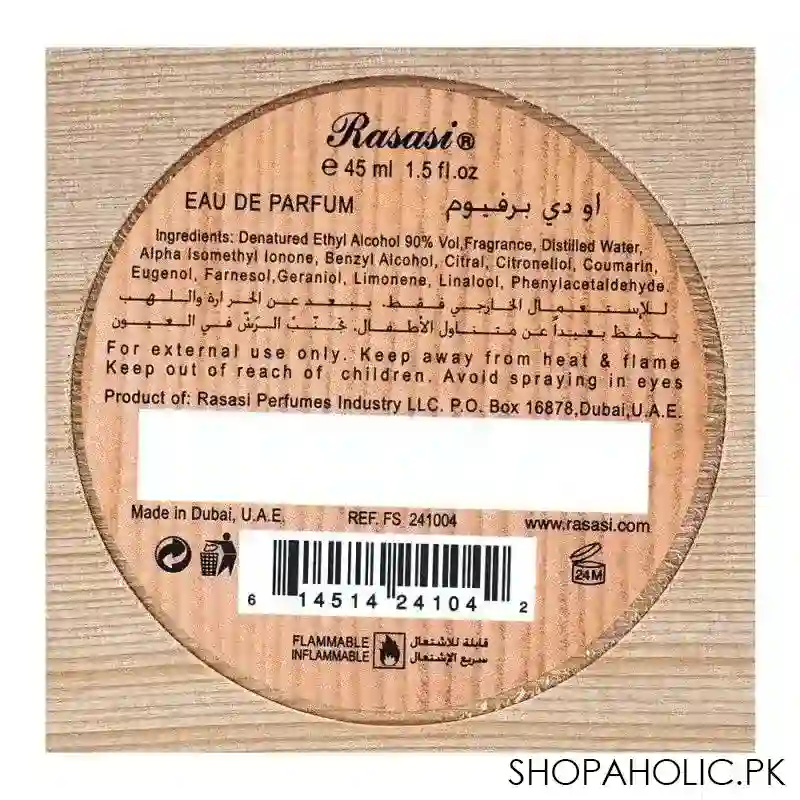 Rasasi®
℮ 45 ml 1.5 fl.oz
EAU DE PARFUM او دي برفيوم
Ingredients: Denatured Ethyl Alcohol 90% Vol,Fragrance, Distilled Water,
Alpha Isomethyl Ionone, Benzyl Alcohol, Citral, Citronellol, Coumarin,
Eugenol, Farnesol,Geraniol, Limonene, Linalool, Phenylacetaldehyde.
للإستعمال الخارجي فقط. يبعد عن الحرارة واللهب
يحفظ بعيداً عن متناول الأطفال. تجنّب الرَشّ في العيون
For external use only. Keep away from heat & flame
Keep out of reach of children. Avoid spraying in eyes
Product of: Rasasi Perfumes Industry LLC. P.O. Box 16878,Dubai,U.A.E.
Made in Dubai, U.A.E. REF. FS 241004 www.rasasi.com
24M
6 14514 24104 2
FLAMMABLE قابلة للاشتعال
INFLAMMABLE سريع الإشتعال
SHOPAHOLIC.PK